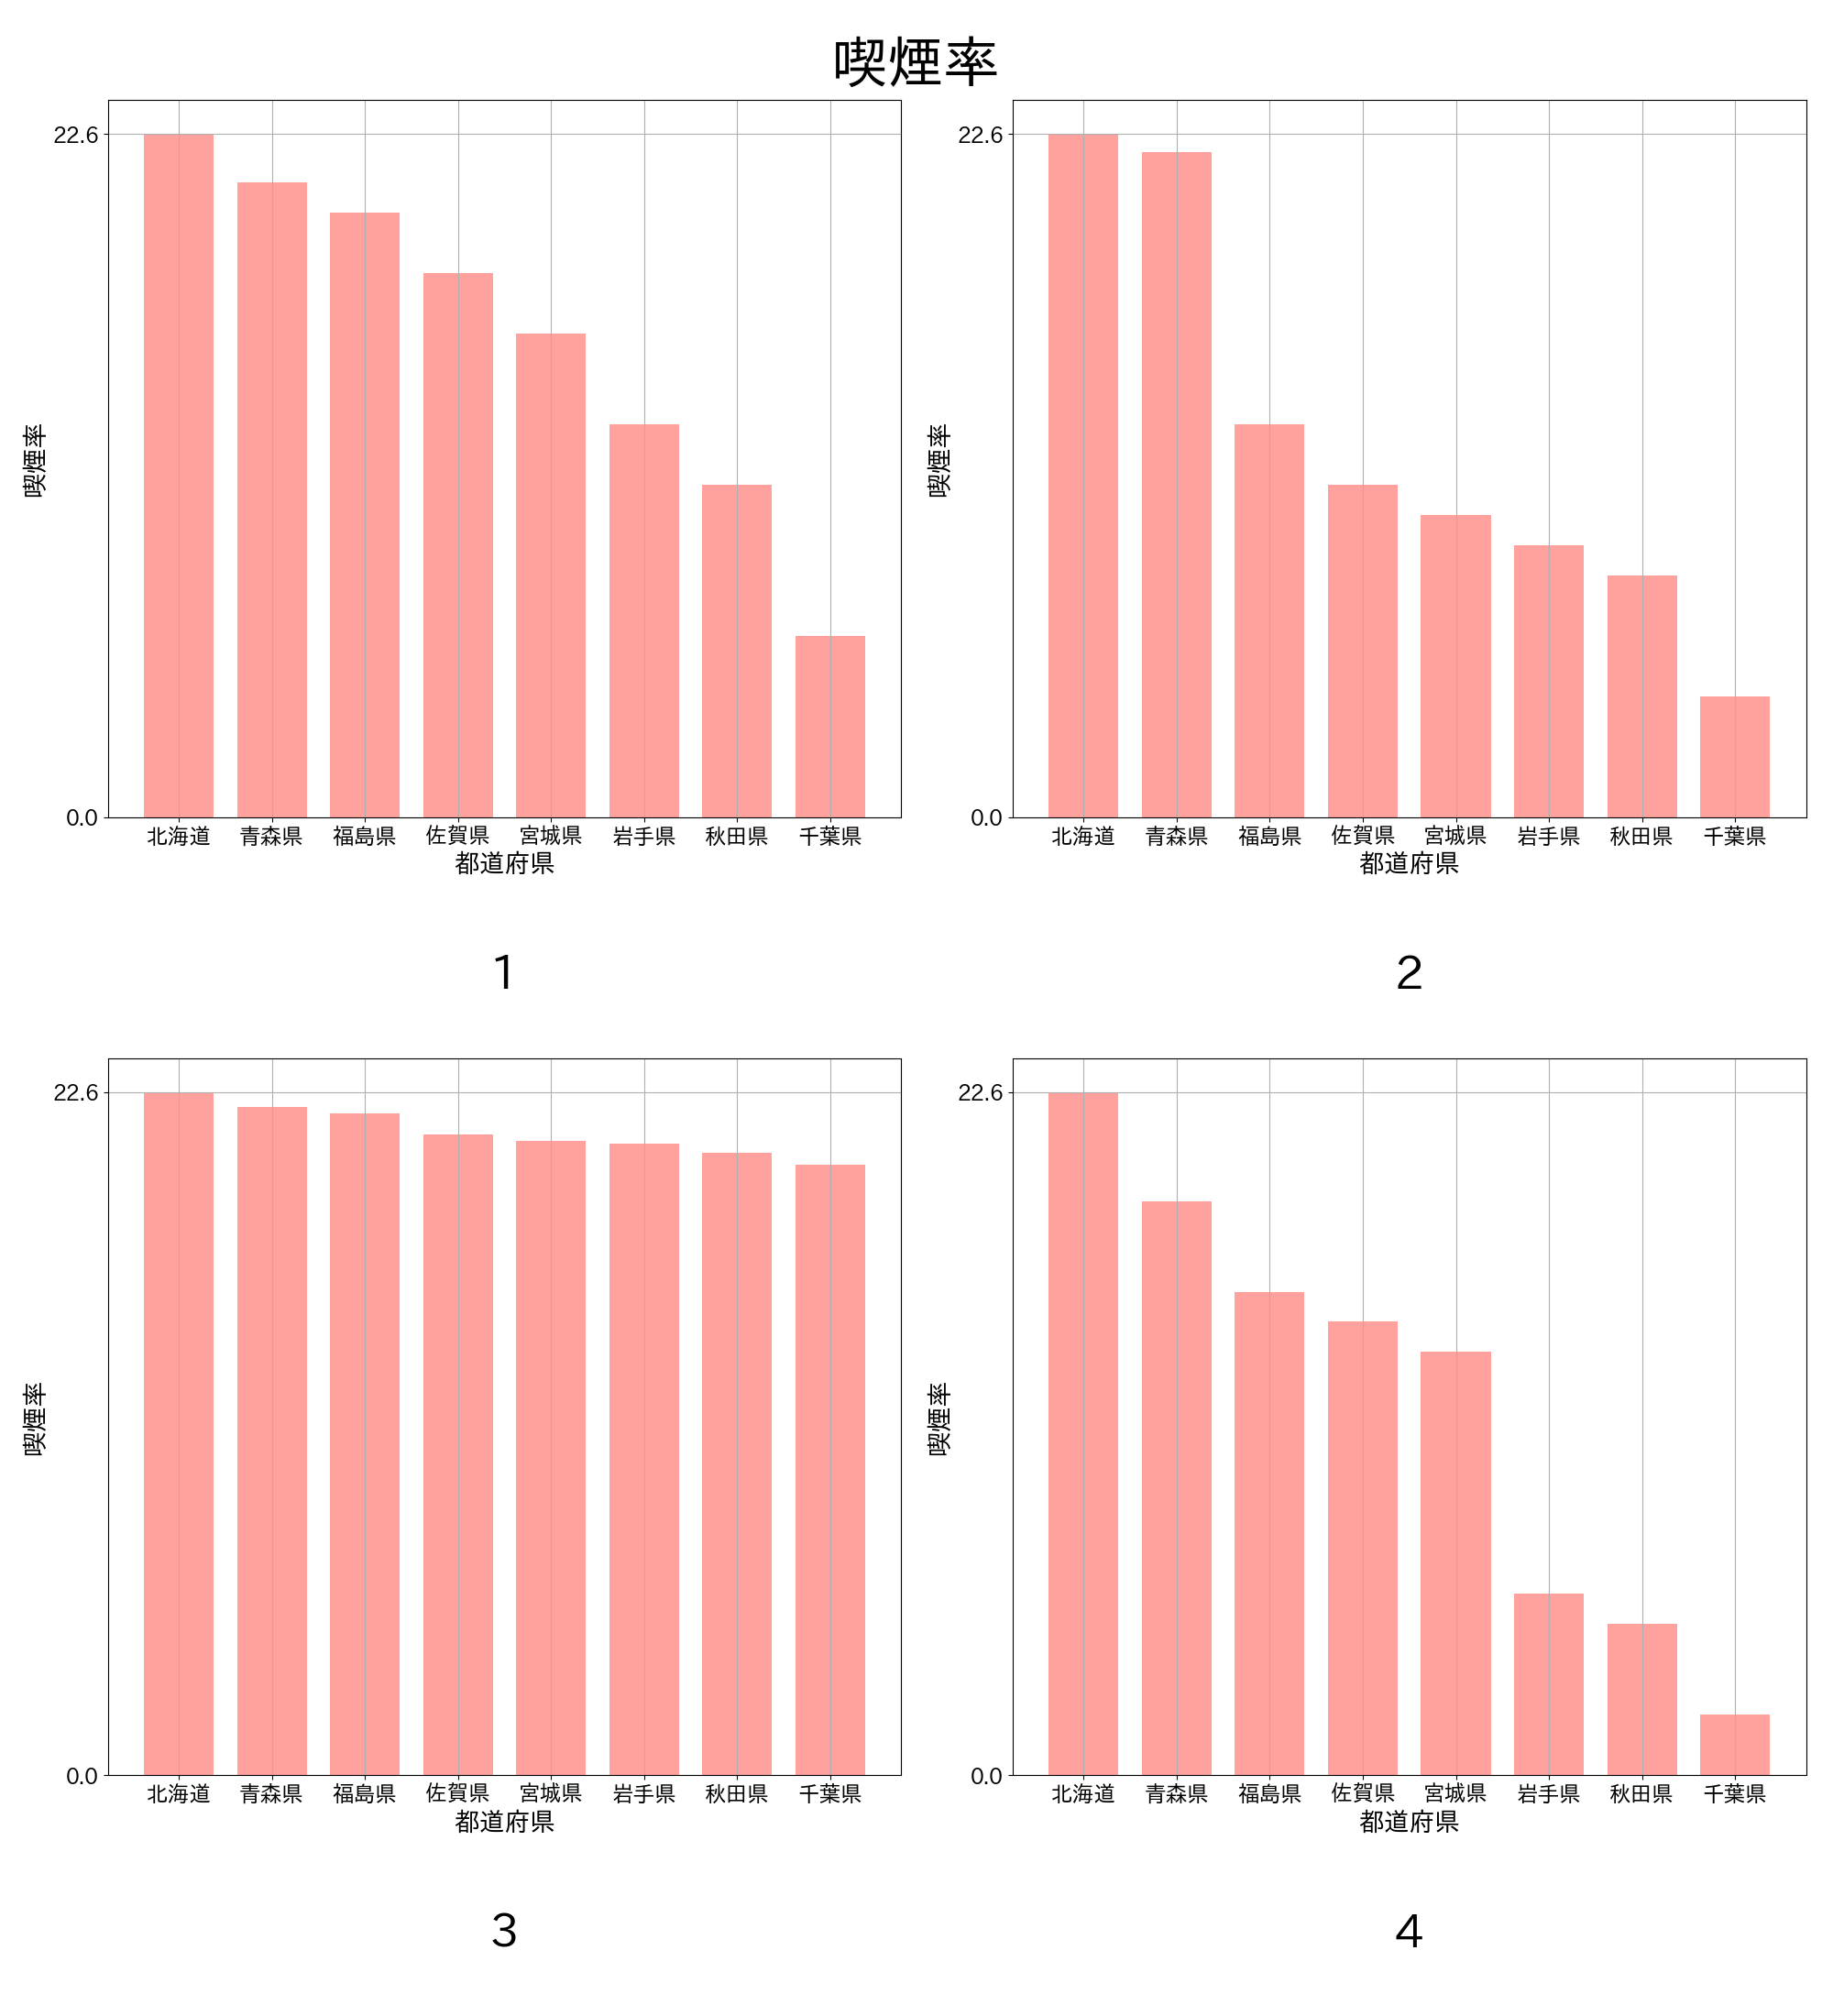 喫煙率
22.6
0.0
喫煙率
北海道 青森県 福島県 佐賀県 宮城県 岩手県 秋田県 千葉県
都道府県
1
22.6
0.0
喫煙率
北海道 青森県 福島県 佐賀県 宮城県 岩手県 秋田県 千葉県
都道府県
2
22.6
0.0
喫煙率
北海道 青森県 福島県 佐賀県 宮城県 岩手県 秋田県 千葉県
都道府県
3
22.6
0.0
喫煙率
北海道 青森県 福島県 佐賀県 宮城県 岩手県 秋田県 千葉県
都道府県
4